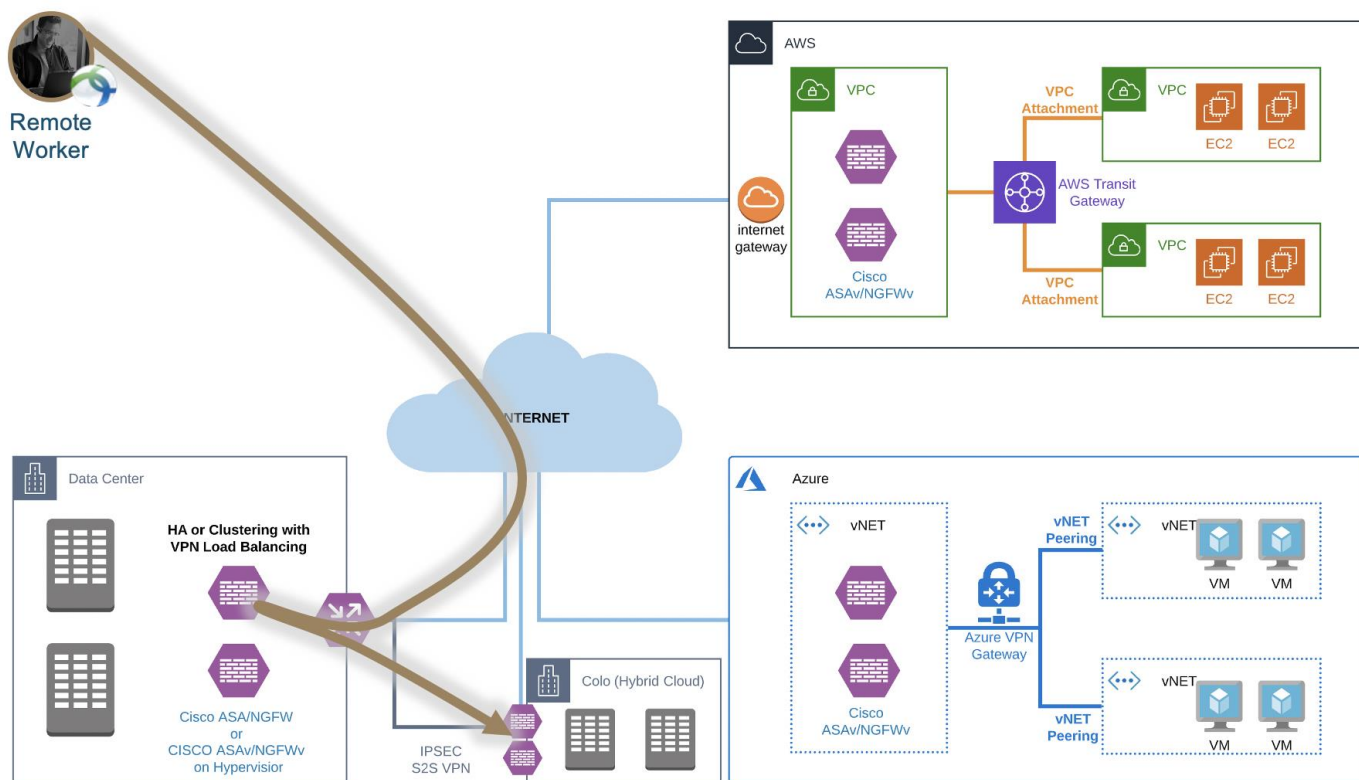 Remote
Worker
AWS
VPC
internet
gateway
Cisco
ASAv/NGFWv
VPC
Attachment
AWS Transit
Gateway
VPC
Attachment
VPC
EC2 EC2
VPC
EC2 EC2
INTERNET
Data Center
HA or Clustering with
VPN Load Balancing
Cisco ASA/NGFW
or
CISCO ASAv/NGFWv
on Hypervisior
IPSEC
S2S VPN
Colo (Hybrid Cloud)
Azure
vNET
Cisco
ASAv/NGFWv
Azure VPN
Gateway
vNET
Peering
vNET
Peering
vNET
VM VM
vNET
VM VM